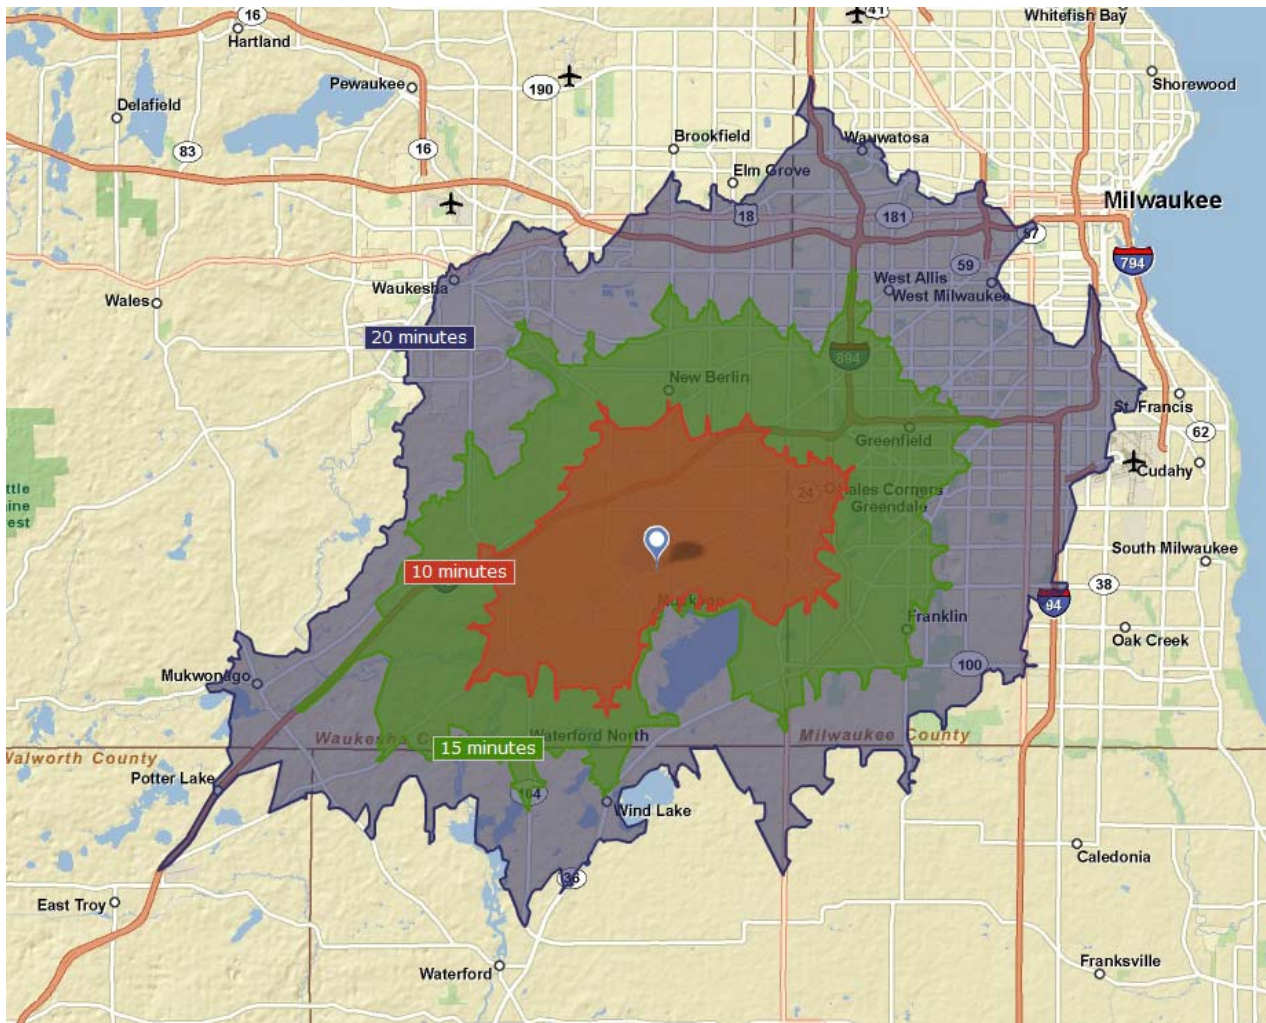 41
16
Whitefish Bay
Hartland
Pewaukee
190
Shorewood
Delafield
Brookfield
Wauwatosa
83
16
Elm Grove
Milwaukee
18
181
57
59
794
Waukesha
West Allis
West Milwaukee
Wales
20 minutes
894
New Berlin
St. Francis
Greenfield
62
Cudahy
24
Hales Corners
Greendale
South Milwaukee
10 minutes
38
Muskego
94
Franklin
Oak Creek
100
Mukwonago
Waukesha C
Waterford North
Milwaukee County
15 minutes
Walworth County
Potter Lake
164
Wind Lake
Caledonia
36
East Troy
Waterford
Franksville